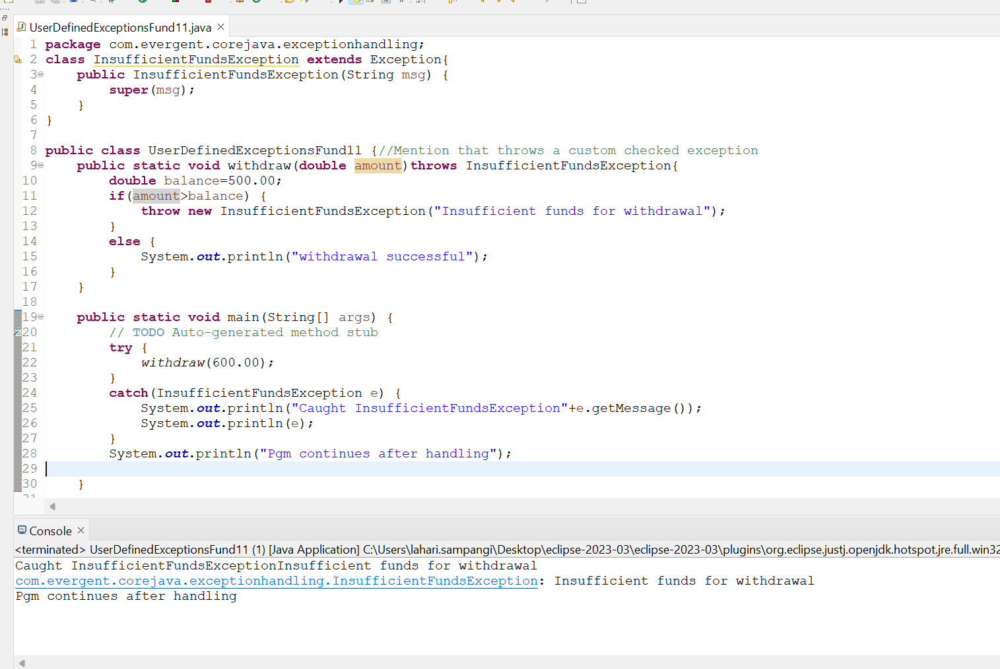 UserDefinedExceptionsFund11.java
1 package com.evergent.corejava.exceptionhandling;
2 class InsufficientFundsException extends Exception{
3     public InsufficientFundsException(String msg) {
4         super(msg);
5     }
6 }
7
8 public class UserDefinedExceptionsFund11 {//Mention that throws a custom checked exception
9     public static void withdraw(double amount)throws InsufficientFundsException{
10         double balance=500.00;
11         if(amount>balance) {
12             throw new InsufficientFundsException("Insufficient funds for withdrawal");
13         }
14         else {
15             System.out.println("withdrawal successful");
16         }
17     }
18
19     public static void main(String[] args) {
20         // TODO Auto-generated method stub
21         try {
22             withdraw(600.00);
23         }
24         catch(InsufficientFundsException e) {
25             System.out.println("Caught InsufficientFundsException"+e.getMessage());
26             System.out.println(e);
27         }
28         System.out.println("Pgm continues after handling");
29
30     }
31
Console
<terminated> UserDefinedExceptionsFund11 (1) [Java Application] C:\Users\lahari.sampangi\Desktop\eclipse-2023-03\eclipse-2023-03\plugins\org.eclipse.justj.openjdk.hotspot.jre.full.win32
Caught InsufficientFundsExceptionInsufficient funds for withdrawal
com.evergent.corejava.exceptionhandling.InsufficientFundsException: Insufficient funds for withdrawal
Pgm continues after handling